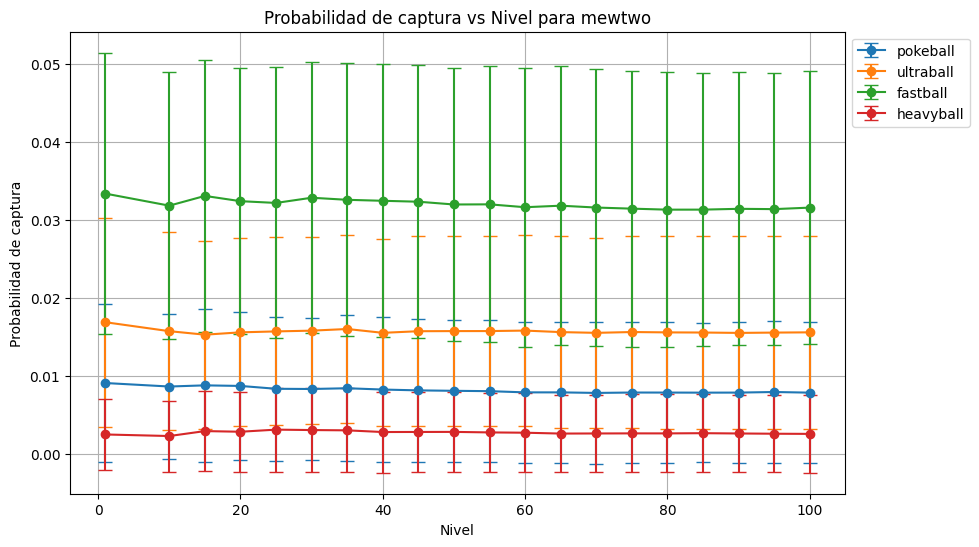 Probabilidad de captura vs Nivel para mewtwo
pokeball
ultraball
fastball
heavyball
Probabilidad de captura
0.05
0.04
0.03
0.02
0.01
0.00
0
20
40
60
80
100
Nivel